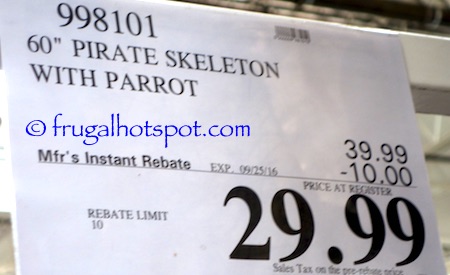 998101
60" PIRATE SKELETON
WITH PARROT
© frugalhotspot.com
39.99
Mfr's Instant Rebate EXP. 09/25/16 -10.00
PRICE AT REGISTER
REBATE LIMIT
10
29.99
Sales Tax on the pre-rebate price